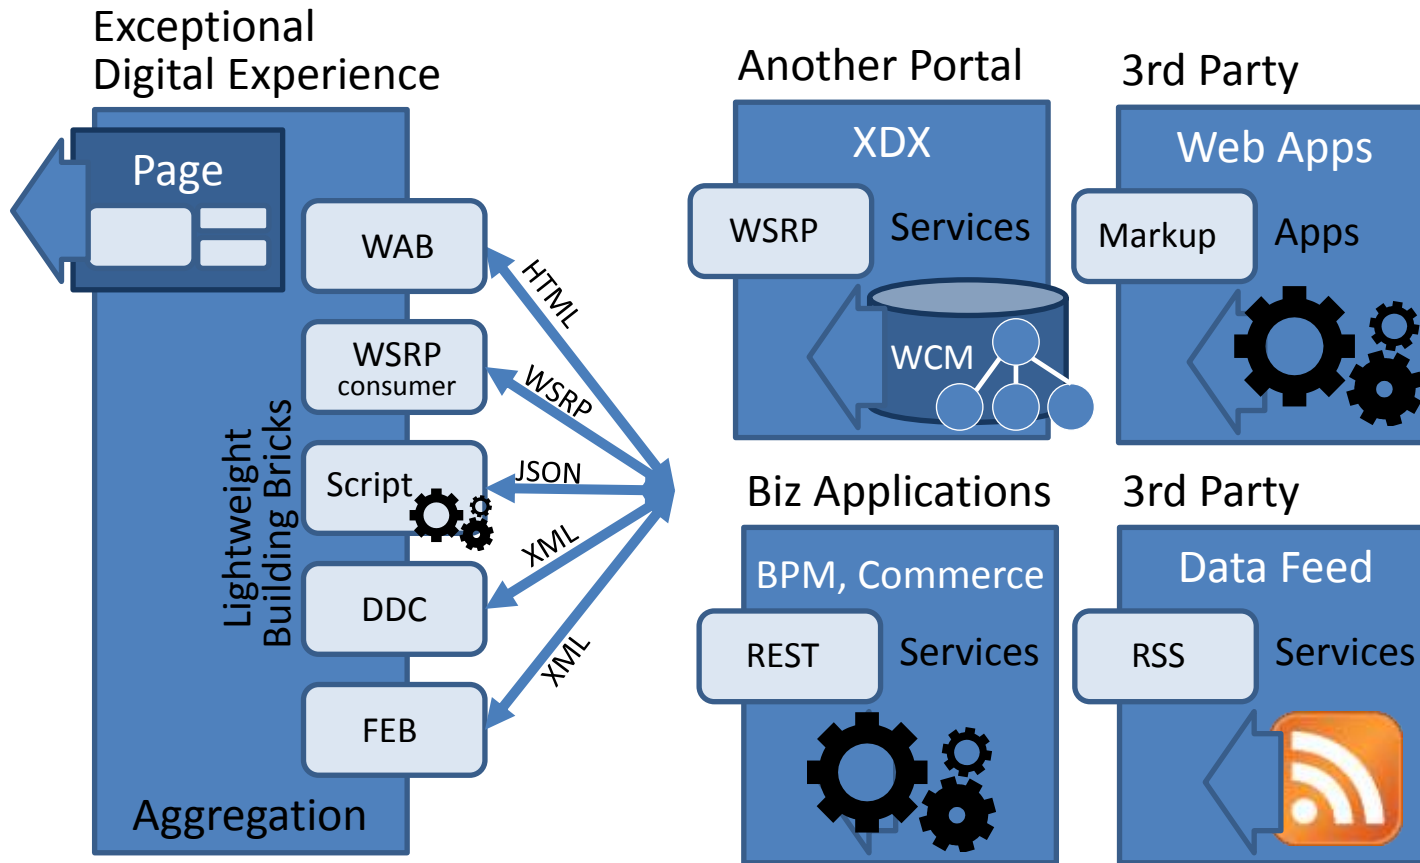 Exceptional
Digital Experience
Page
WAB
WSRP
consumer
Script
DDC
FEB
Lightweight
Building Bricks
Aggregation
HTML
WSRP
JSON
XML
XML
Another Portal
XDX
WSRP
Services
WCM
3rd Party
Web Apps
Markup
Apps
Biz Applications
BPM, Commerce
REST
Services
3rd Party
Data Feed
RSS
Services